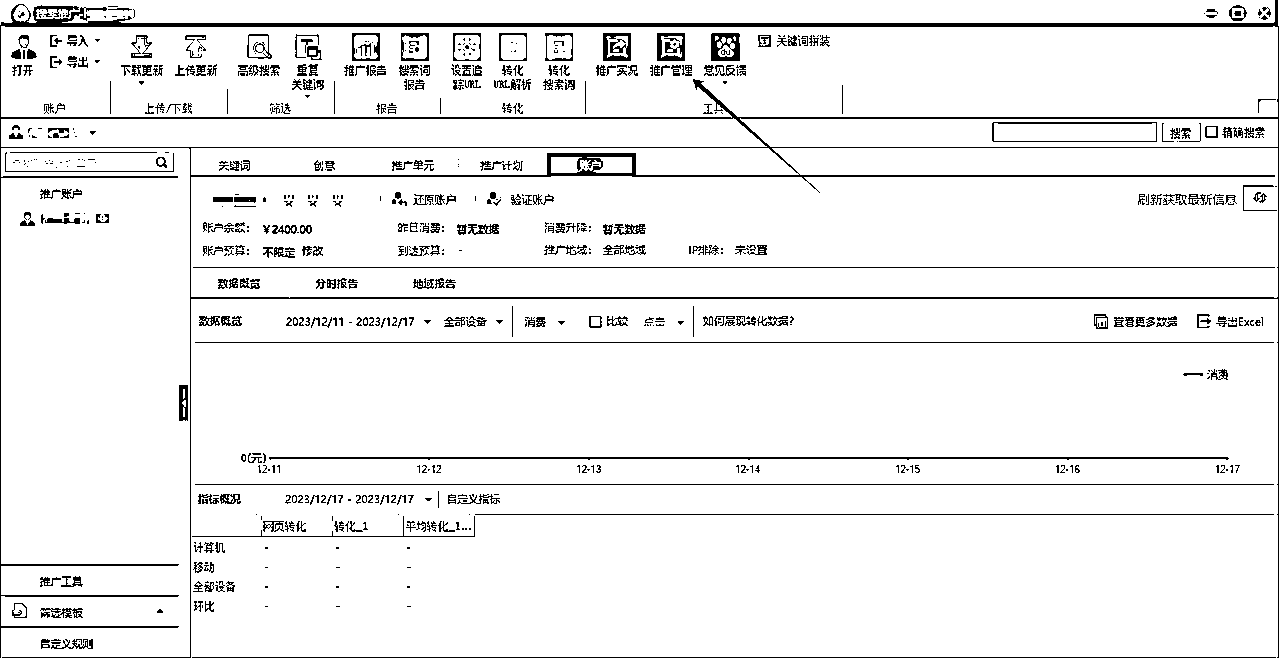 打开 导入 导出 下载更新 上传更新 高级搜索 重复关键词 推广报告 搜索词报告 设置追踪URL 转化URL解析 转化搜索词 推广实况 推广管理 意见反馈 关键词拼装
账户 上传/下载 筛选 报告 转化 工具
搜索 精确搜索
关键词 创意 推广单元 推广计划 账户
推广账户
还原账户 验证账户 刷新获取最新信息
账户余额: ¥2400.00 昨日消费: 暂无数据 消费升降: 暂无数据
账户预算: 不限定 修改 到达预算: - 推广地域: 全部地域 IP排除: 未设置
数据概览 分时报告 地域报告
数据概览 2023/12/11 - 2023/12/17 全部设备 消费 比较 点击 如何展现转化数据? 查看更多数据 导出Excel
消费
0(元)
12-11 12-12 12-13 12-14 12-15 12-16 12-17
指标概况 2023/12/17 - 2023/12/17 自定义指标
网页转化 转化_1 平均转化_1...
计算机 - - -
移动 - - -
全部设备 - - -
环比 - - -
推广工具
筛选模板
自定义规则